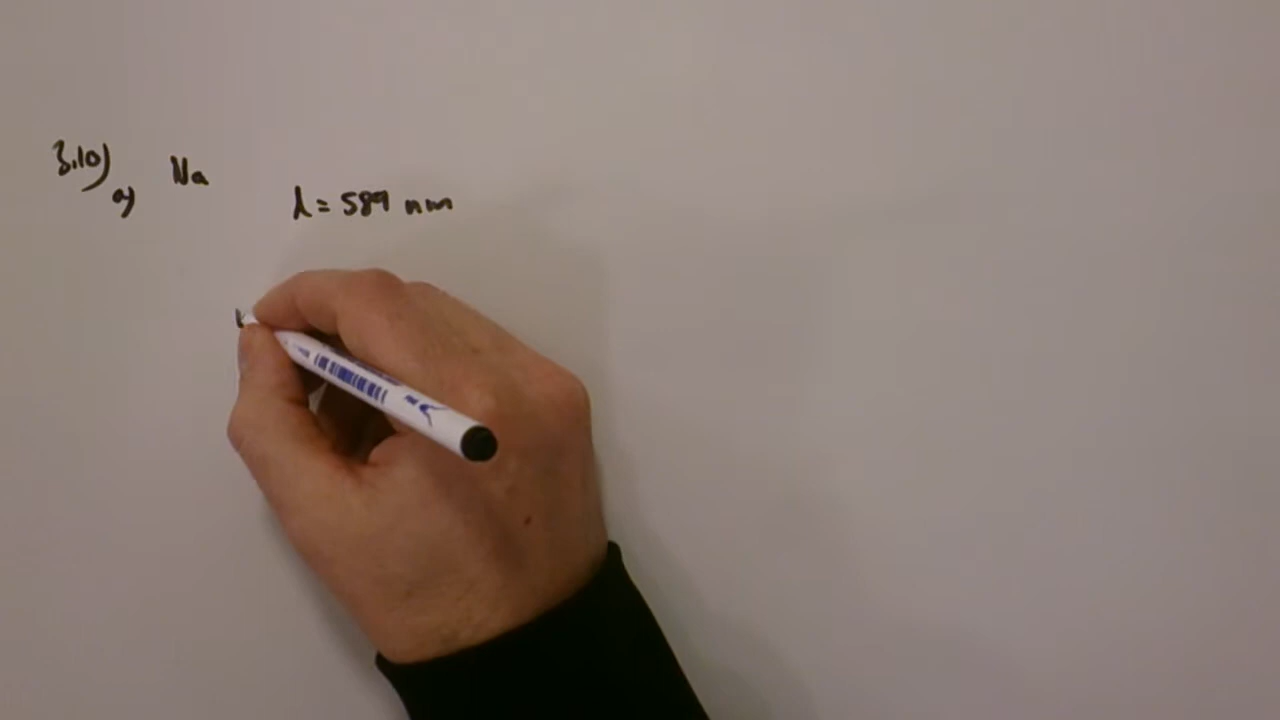 3.10) Na
a) λ = 589 nm